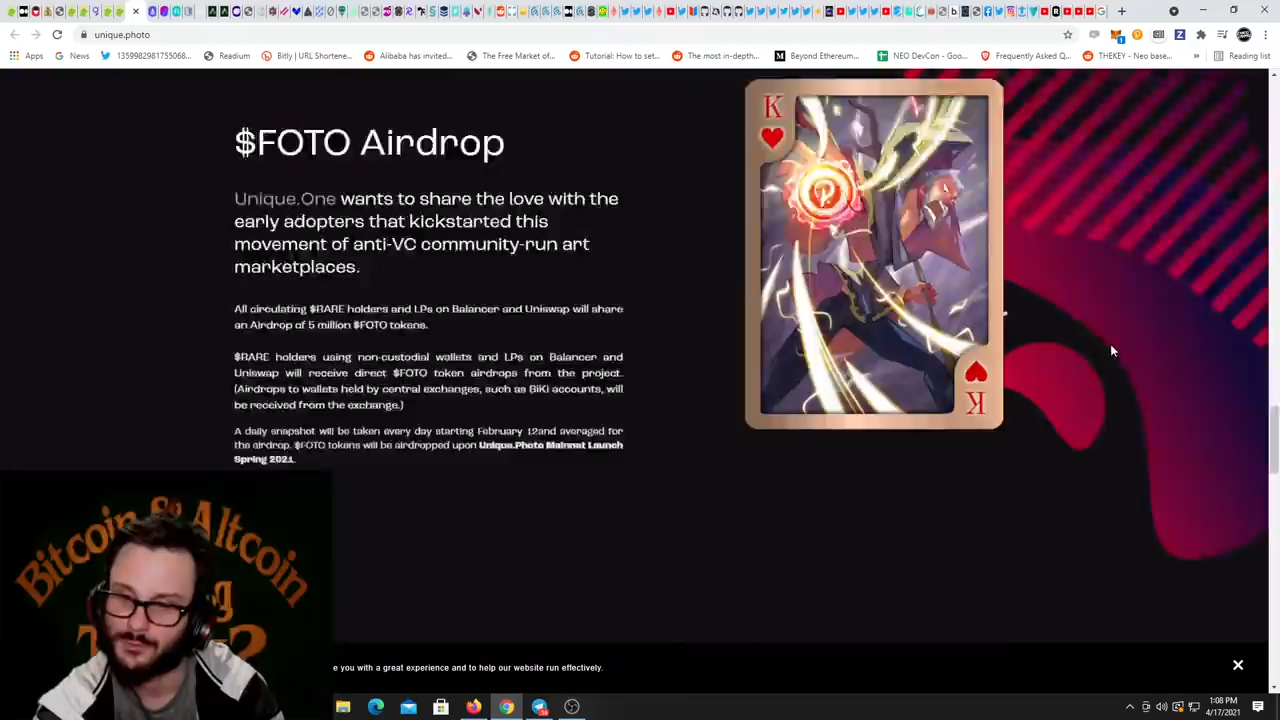 unique.photo
Apps
News
1359982981755068...
Readium
Bitly | URL Shortene...
Alibaba has invited...
The Free Market of...
Tutorial: How to set...
The most in-depth...
Beyond Ethereum...
NEO DevCon - Goo...
Frequently Asked Q...
THEKEY - Neo base...
»
Reading list
$FOTO Airdrop
Unique.One wants to share the love with the
early adopters that kickstarted this
movement of anti-VC community-run art
marketplaces.
All circulating $RARE holders and LPs on Balancer and Uniswap will share
an Airdrop of 5 million $FOTO tokens.
$RARE holders using non-custodial wallets and LPs on Balancer and
Uniswap will receive direct $FOTO token airdrops from the project.
(Airdrops to wallets held by central exchanges, such as BiKi accounts, will
be received from the exchange.)
A daily snapshot will be taken every day starting February 12and averaged for
the airdrop. $FOTO tokens will be airdropped upon Unique.Photo Mainnet Launch
Spring 2021.
K
K
Bitcoin & Altcoin
e you with a great experience and to help our website run effectively.
1:08 PM
4/17/2021